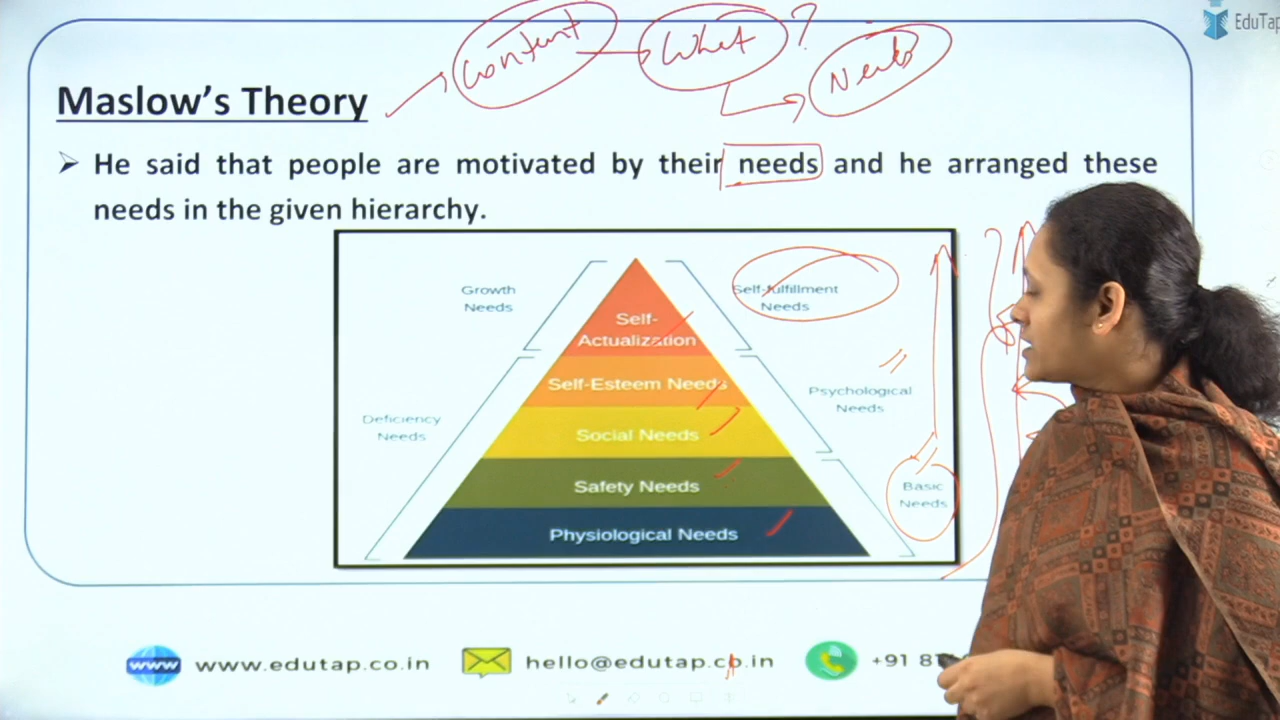 Content What ?
Needs
EduTap
Maslow's Theory
➤ He said that people are motivated by their needs and he arranged these
needs in the given hierarchy.
Growth
Needs
Self-fulfillment
Needs
Self-
Actualization
Self-Esteem Needs
Psychological
Needs
Deficiency
Needs
Social Needs
Safety Needs
Basic
Needs
Physiological Needs
www www.edutap.co.in hello@edutap.co.in +91 8